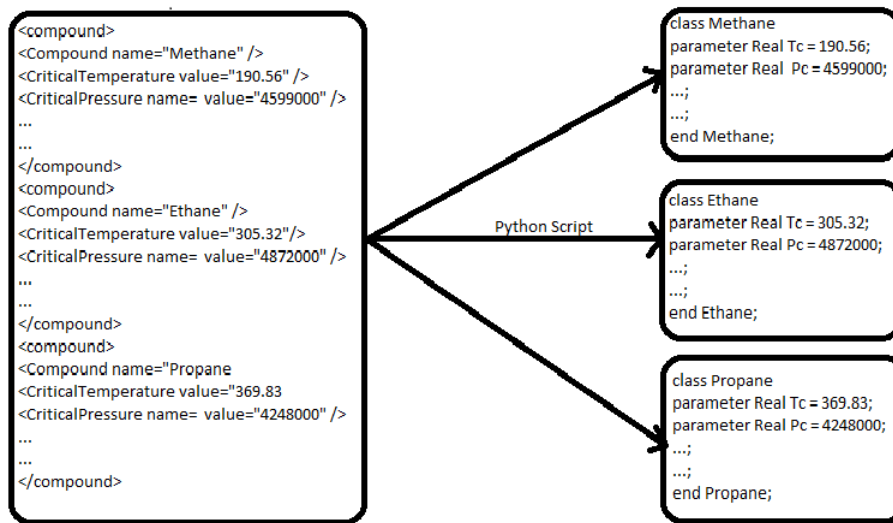 <compound>
<Compound name="Methane" />
<CriticalTemperature value="190.56" />
<CriticalPressure name= value="4599000" />
...
...
</compound>
<compound>
<Compound name="Ethane" />
<CriticalTemperature value="305.32"/>
<CriticalPressure name= value="4872000" />
...
...
</compound>
<compound>
<Compound name="Propane
<CriticalTemperature value="369.83
<CriticalPressure name= value="4248000" />
...
...
</compound>
Python Script
class Methane
parameter Real Tc = 190.56;
parameter Real Pc = 4599000;
...;
...;
end Methane;
class Ethane
parameter Real Tc = 305.32;
parameter Real Pc = 4872000;
...;
...;
end Ethane;
class Propane
parameter Real Tc = 369.83;
parameter Real Pc = 4248000;
...;
...;
end Propane;